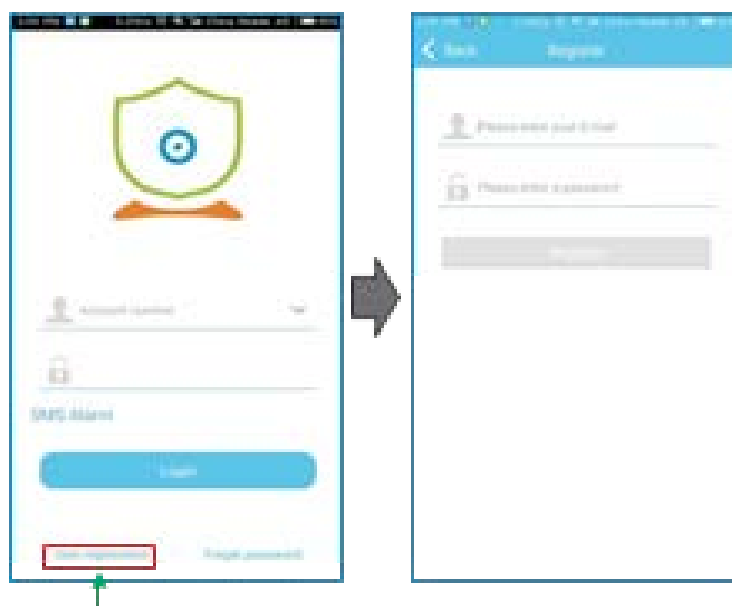 Account number
SMS Alarm
Login
User registration
Forgot password
Back
Register
Please enter your E-mail
Please enter a password
Register